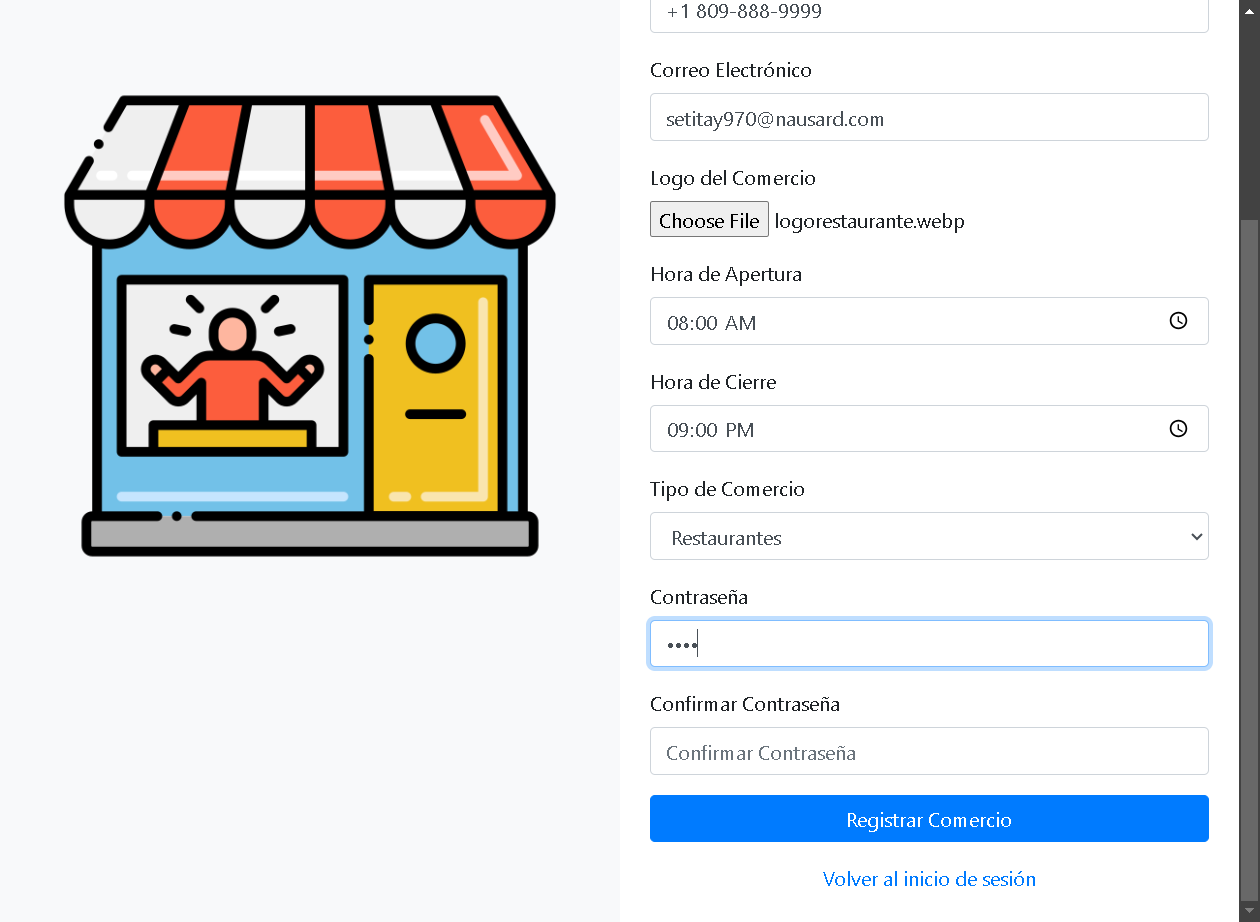 +1 809-888-9999
Correo Electrónico
setitay970@nausard.com
Logo del Comercio
Choose File logorestaurante.webp
Hora de Apertura
08:00 AM
Hora de Cierre
09:00 PM
Tipo de Comercio
Restaurantes
Contraseña
••••
Confirmar Contraseña
Confirmar Contraseña
Registrar Comercio
Volver al inicio de sesión